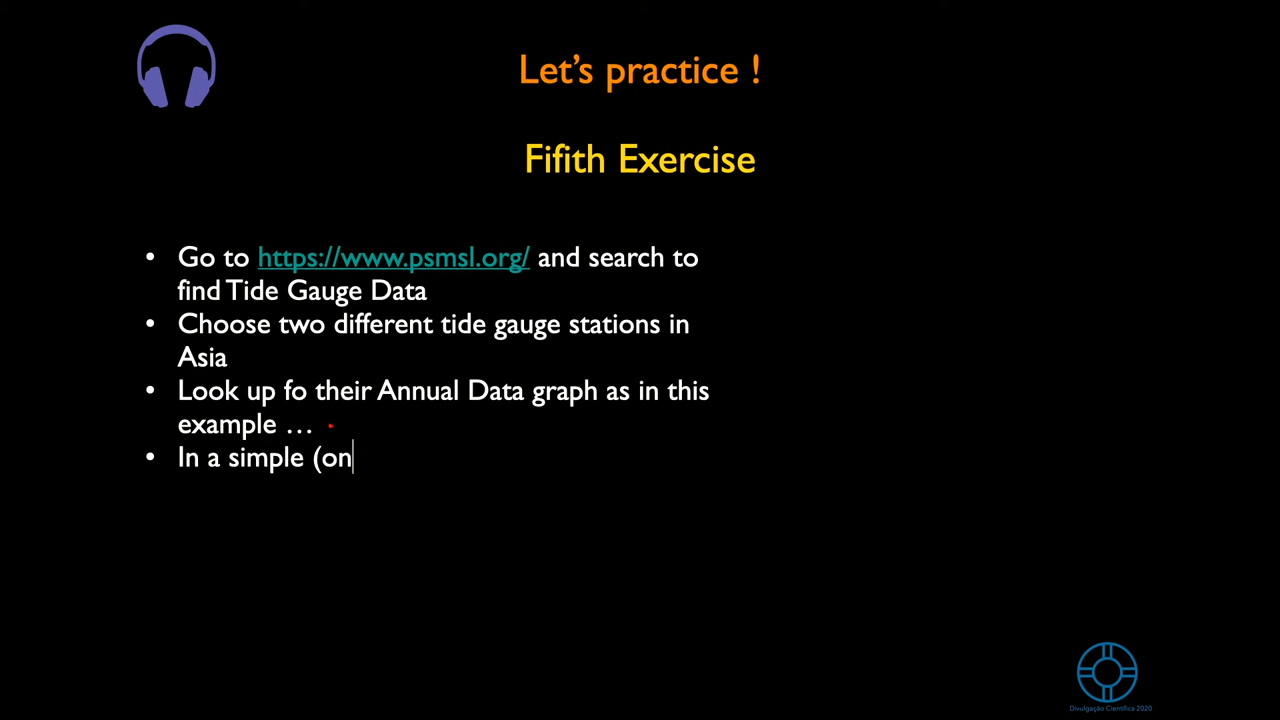 Let's practice !
Fifith Exercise
• Go to https://www.psmsl.org/ and search to
find Tide Gauge Data
• Choose two different tide gauge stations in
Asia
• Look up fo their Annual Data graph as in this
example …
• In a simple (on
Divulgação Científica 2020